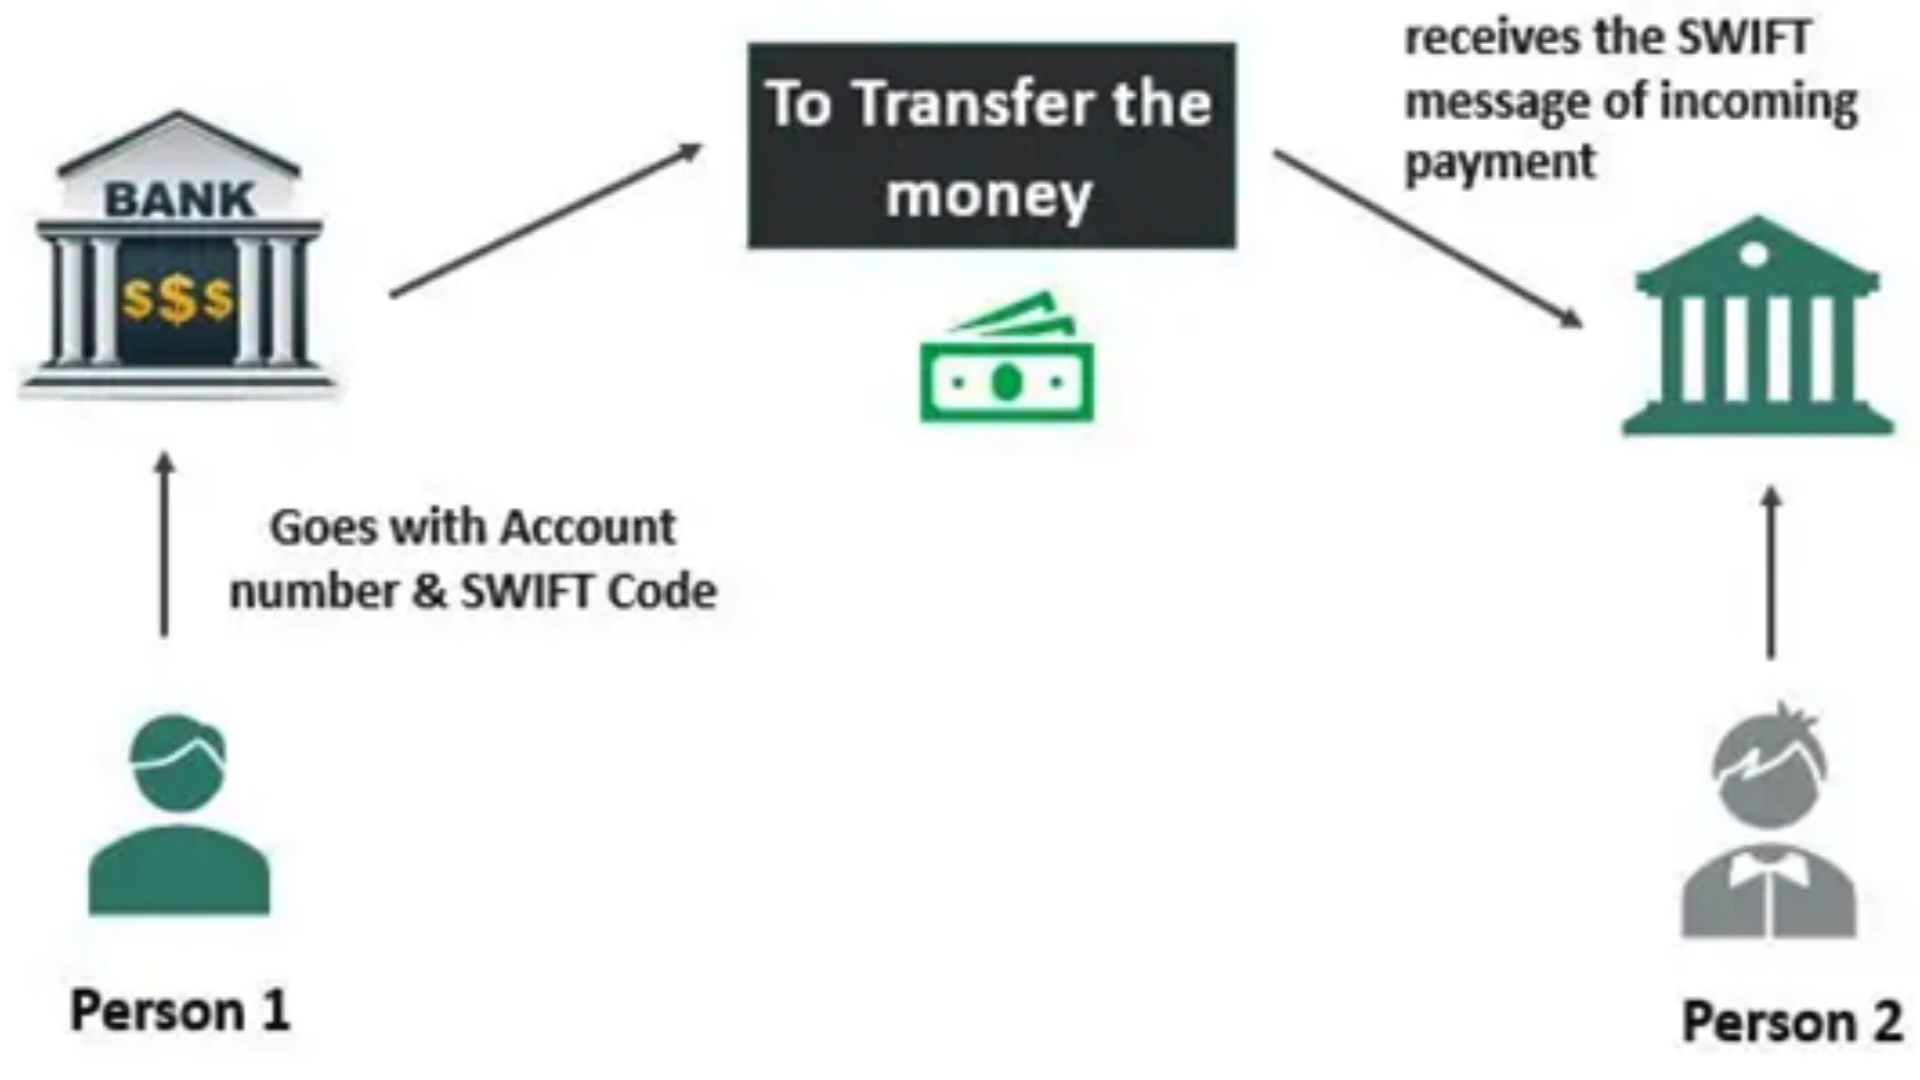 receives the SWIFT
message of incoming
payment
To Transfer the
money
BANK
$$$
Goes with Account
number & SWIFT Code
Person 1
Person 2